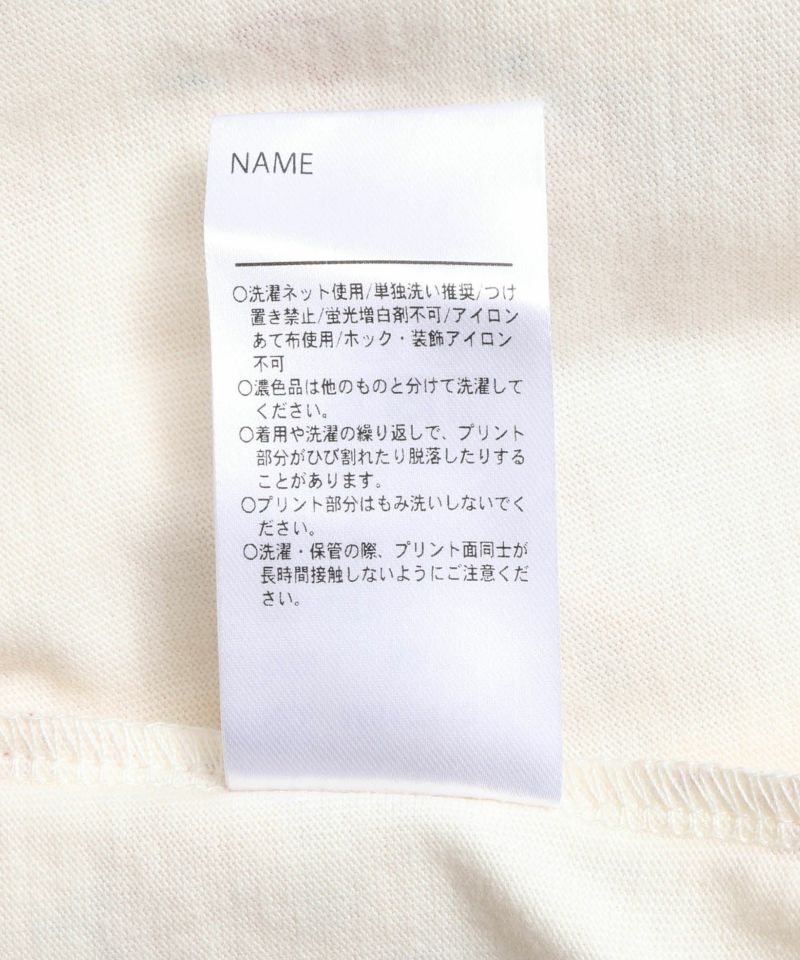 NAME
○洗濯ネット使用/単独洗い推奨/つけ
置き禁止/蛍光増白剤不可/アイロン
あて布使用/ホック・装飾アイロン
不可
○濃色品は他のものと分けて洗濯して
ください。
○着用や洗濯の繰り返しで、プリント
部分がひび割れたり脱落したりする
ことがあります。
○プリント部分はもみ洗いしないでく
ださい。
○洗濯・保管の際、プリント面同士が
長時間接触しないようにご注意くだ
さい。